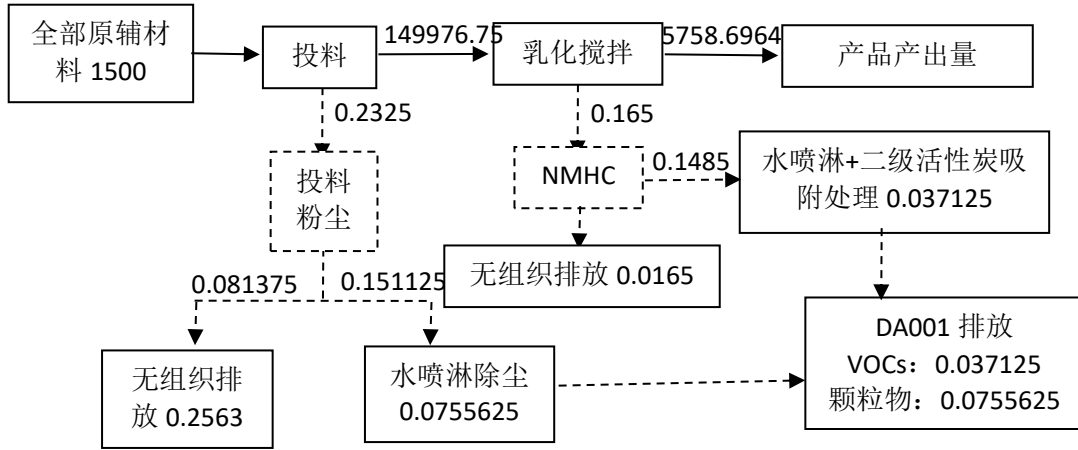 全部原辅材
料 1500
投料
149976.75
乳化搅拌
5758.6964
产品产出量
0.2325
0.165
投料
粉尘
NMHC
0.1485
水喷淋+二级活性炭吸
附处理 0.037125
无组织排放 0.0165
0.081375
0.151125
无组织排
放 0.2563
水喷淋除尘
0.0755625
DA001 排放
VOCs：0.037125
颗粒物：0.0755625